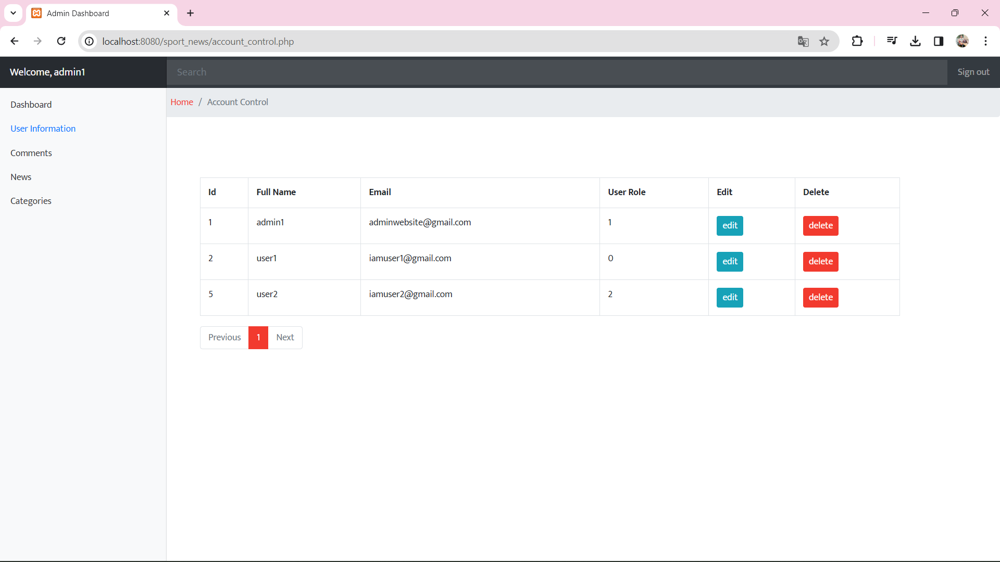 Admin Dashboard
localhost:8080/sport_news/account_control.php
Welcome, admin1
Search
Sign out
Dashboard
User Information
Comments
News
Categories
Home / Account Control
Id Full Name Email User Role Edit Delete
1 admin1 adminwebsite@gmail.com 1 edit delete
2 user1 iamuser1@gmail.com 0 edit delete
5 user2 iamuser2@gmail.com 2 edit delete
Previous 1 Next